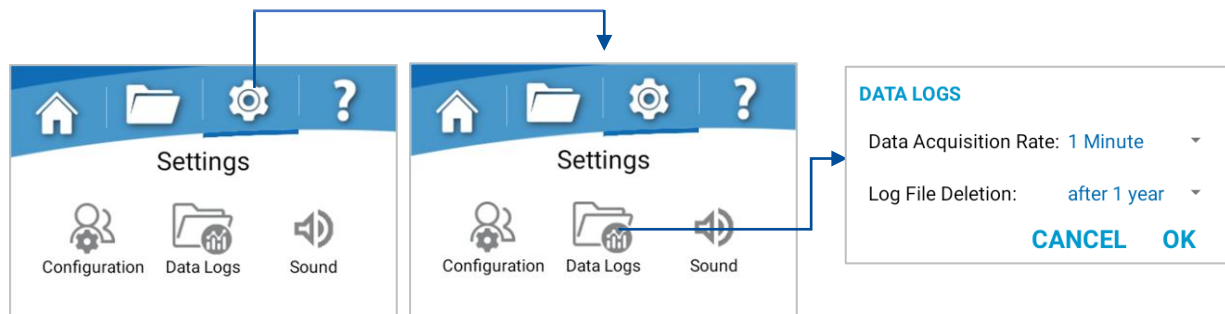 ?
Settings
Configuration Data Logs Sound
?
Settings
Configuration Data Logs Sound
DATA LOGS
Data Acquisition Rate: 1 Minute
Log File Deletion: after 1 year
CANCEL OK